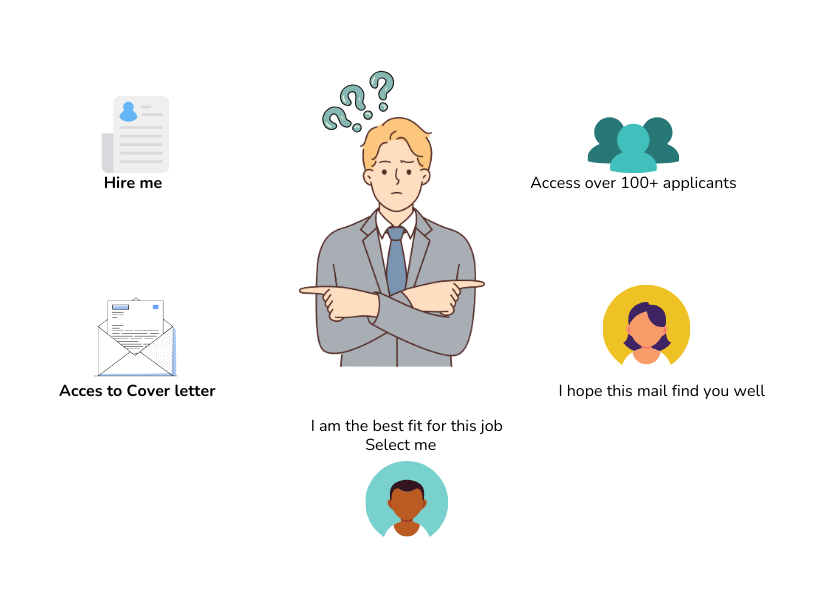 Hire me
Access over 100+ applicants
Acces to Cover letter
I hope this mail find you well
I am the best fit for this job
Select me